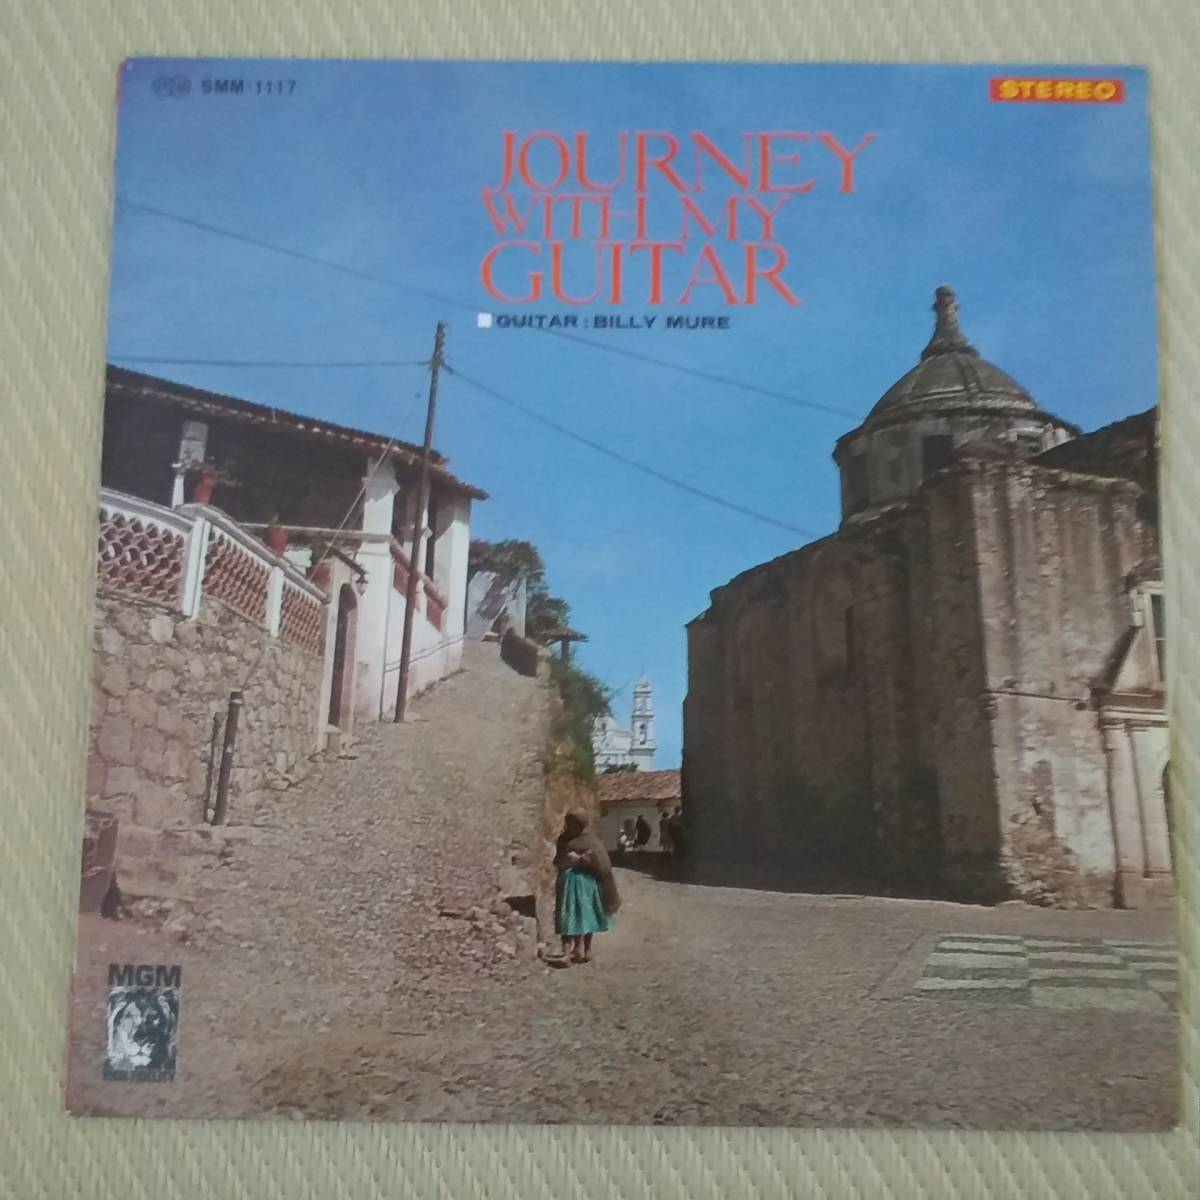 SMM-1117
STEREO
JOURNEY
WITH MY
GUITAR
GUITAR : BILLY MURE
MGM